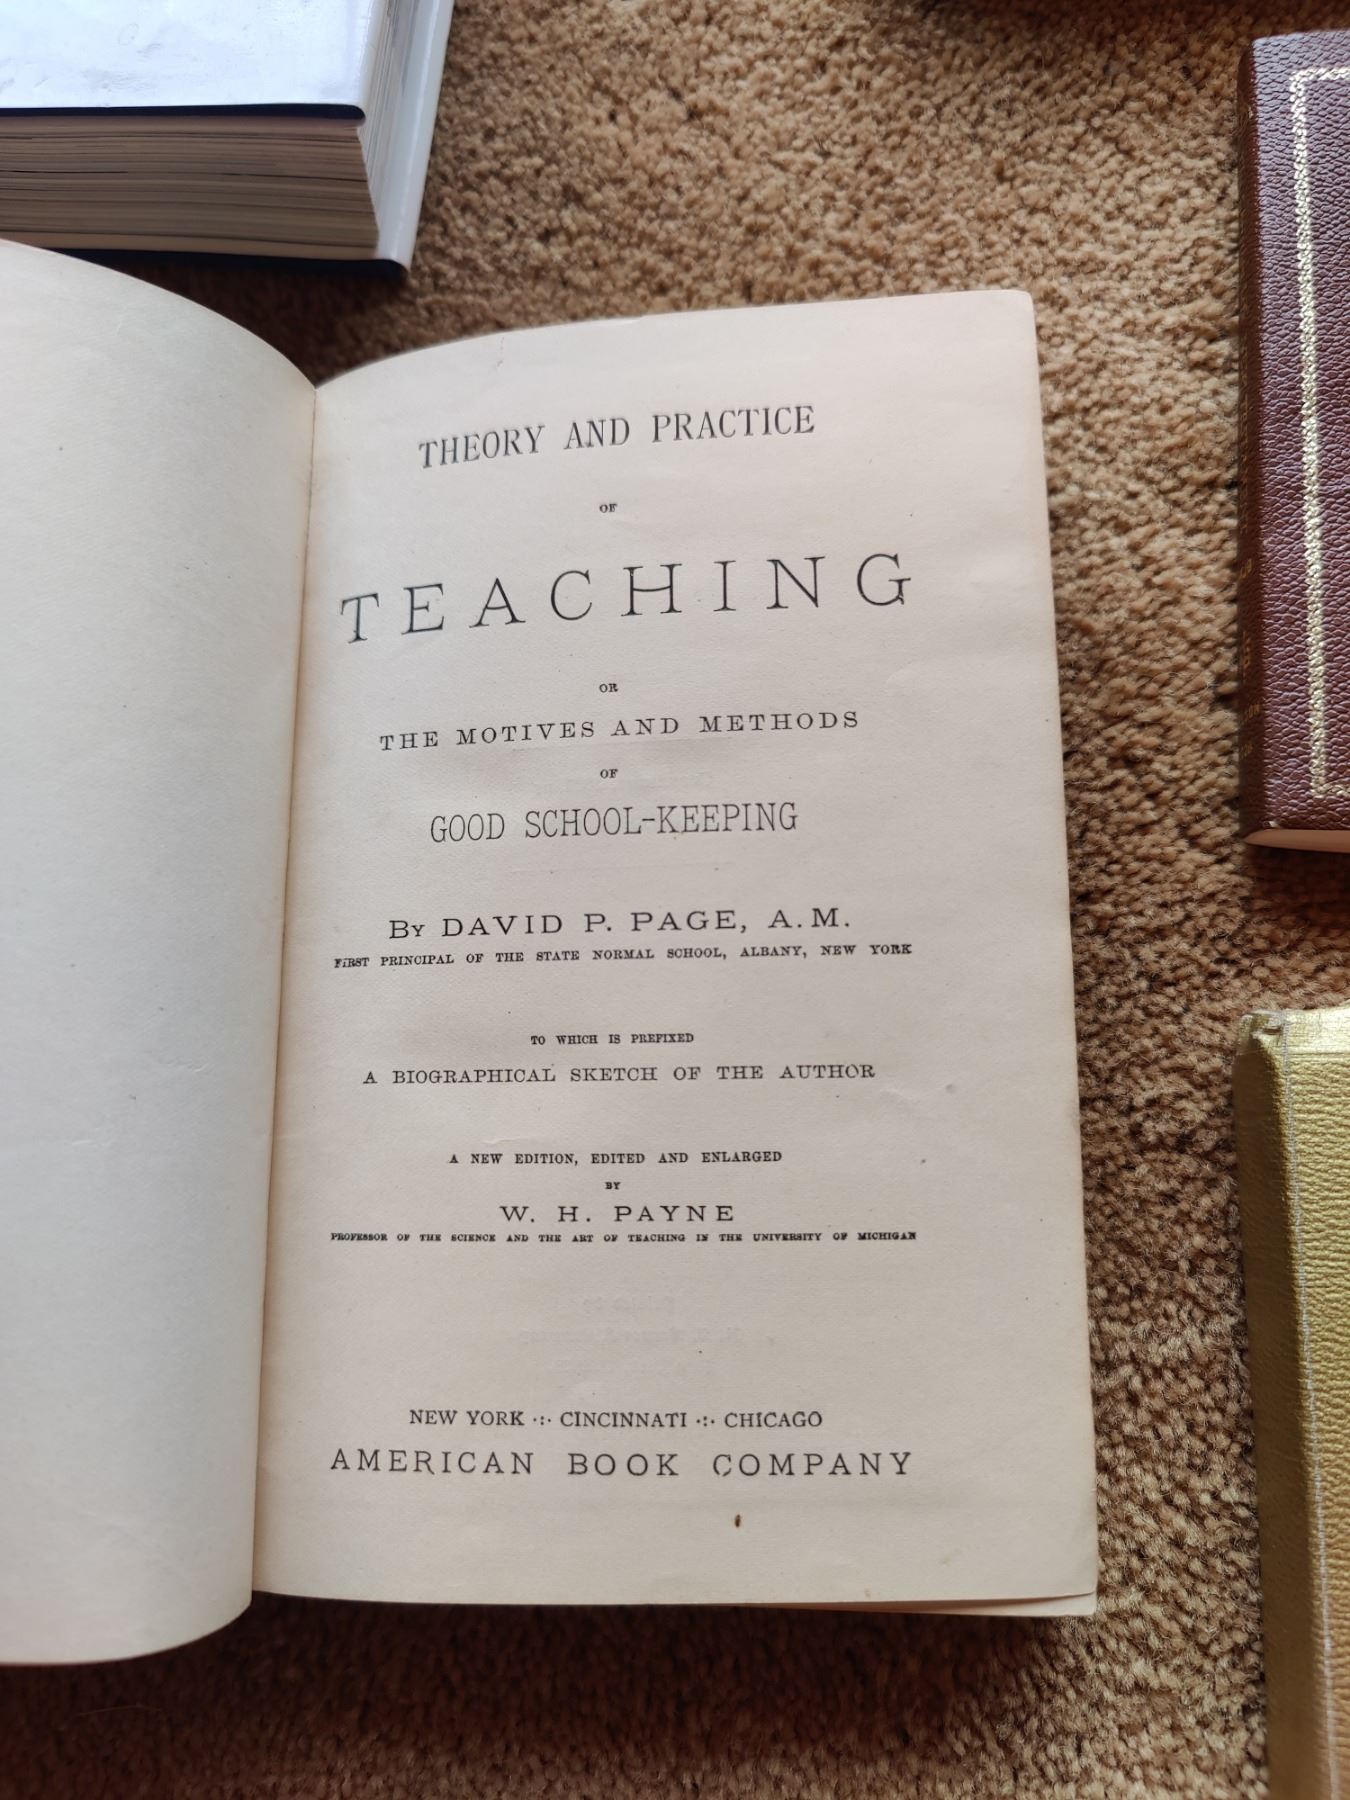 THEORY AND PRACTICE
OF
TEACHING
OR
THE MOTIVES AND METHODS
OF
GOOD SCHOOL-KEEPING
By DAVID P. PAGE, A.M.
FIRST PRINCIPAL OF THE STATE NORMAL SCHOOL, ALBANY, NEW YORK
TO WHICH IS PREFIXED
A BIOGRAPHICAL SKETCH OF THE AUTHOR
A NEW EDITION, EDITED AND ENLARGED
BY
W. H. PAYNE
PROFESSOR OF THE SCIENCE AND THE ART OF TEACHING IN THE UNIVERSITY OF MICHIGAN
NEW YORK ·:· CINCINNATI ·:· CHICAGO
AMERICAN BOOK COMPANY